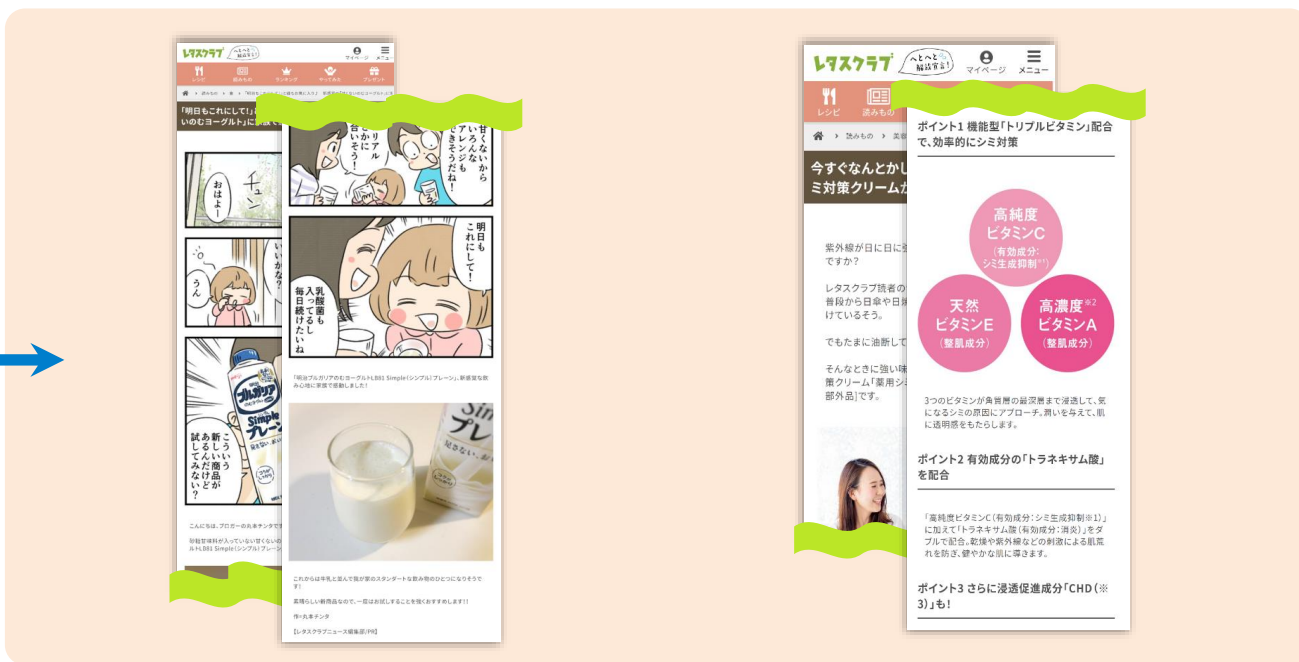 レタスクラブ
へとへと
解放宣言!
マイページ
メニュー
レシピ
読みもの
ランキング
やってみる
プレゼント
「明日もこれにして!」
いのむヨーグルト」に家族で
チュン
おはよー
うん
いいかな?
ブルガリア
Simple
プレーン
こういう
新しい商品が
あるんだけど
試して
みない?
こんにちは、ブロガーの丸本チンタです
甘くないから
いろんな
アレンジも
できそうだね!
シリアル
とかに
合いそう!
明日も
これにして!
乳酸菌も
入ってるし
毎日続けたいね
「明治ブルガリアのむヨーグルトLB81 Simple(シンプル)プレーン」、新感覚な飲
み心地に家族で感動しました!
これからは牛乳と並んで我が家のスタンダードな飲み物のひとつになりそうで
す!
素晴らしい新商品なので、一度はお試しすることを強くおすすめします!!
作=丸本チンタ
【レタスクラブニュース編集部/PR】
レタスクラブ
へとへと
解放宣言!
マイページ
メニュー
レシピ
読みもの
読みもの
今すぐなんとかし
ミ対策クリームが
紫外線が日に日に強
ですか?
レタスクラブ読者の
普段から日傘や日焼
けているそう。
でもたまに油断して
そんなときに強い味
策クリーム「薬用シミ
部外品]です。
ポイント1 機能型「トリプルビタミン」配合
で、効率的にシミ対策
高純度
ビタミンC
(有効成分:
シミ生成抑制※1)
天然
ビタミンE
(整肌成分)
高濃度※2
ビタミンA
(整肌成分)
3つのビタミンが角質層の最深層まで浸透して、気
になるシミの原因にアプローチ。潤いを与えて、肌
に透明感をもたらします。
ポイント2 有効成分の「トラネキサム酸」
を配合
「高純度ビタミンC(有効成分:シミ生成抑制※1)」
に加えて「トラネキサム酸(有効成分:消炎)」をダ
ブルで配合。乾燥や紫外線などの刺激による肌荒
れを防ぎ、健やかな肌に導きます。
ポイント3 さらに浸透促進成分「CHD(※
3)」も!